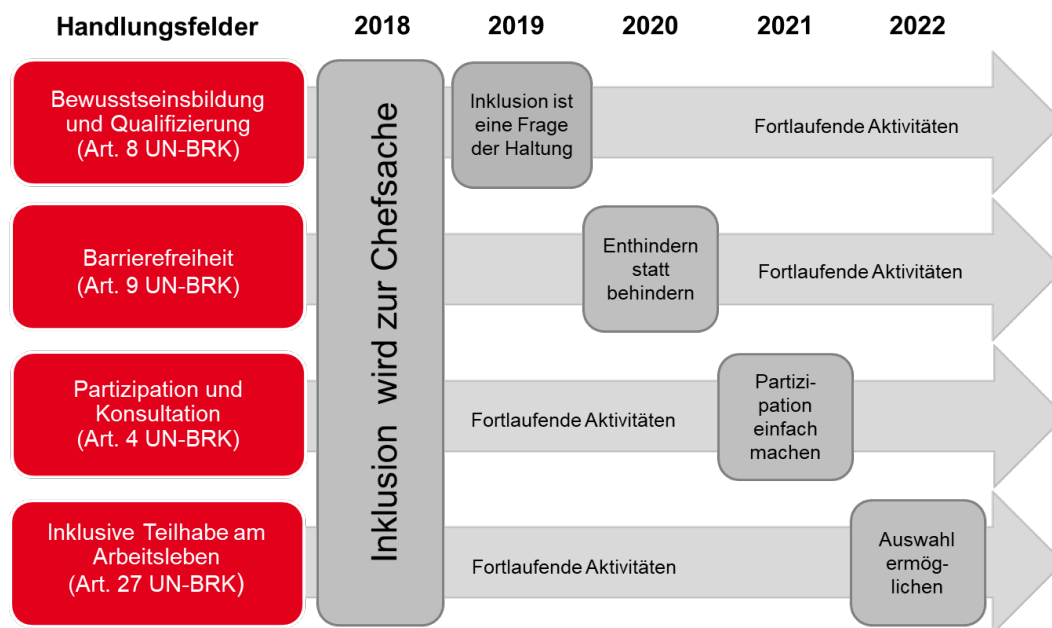 Handlungsfelder 2018 2019 2020 2021 2022
Bewusstseinsbildung
und Qualifizierung
(Art. 8 UN-BRK)
Inklusion wird zur Chefsache
Inklusion ist
eine Frage
der Haltung
Fortlaufende Aktivitäten
Barrierefreiheit
(Art. 9 UN-BRK)
Enthindern
statt
behindern
Fortlaufende Aktivitäten
Partizipation und
Konsultation
(Art. 4 UN-BRK)
Fortlaufende Aktivitäten
Partizi-
pation
einfach
machen
Inklusive Teilhabe am
Arbeitsleben
(Art. 27 UN-BRK)
Fortlaufende Aktivitäten
Auswahl
ermög-
lichen